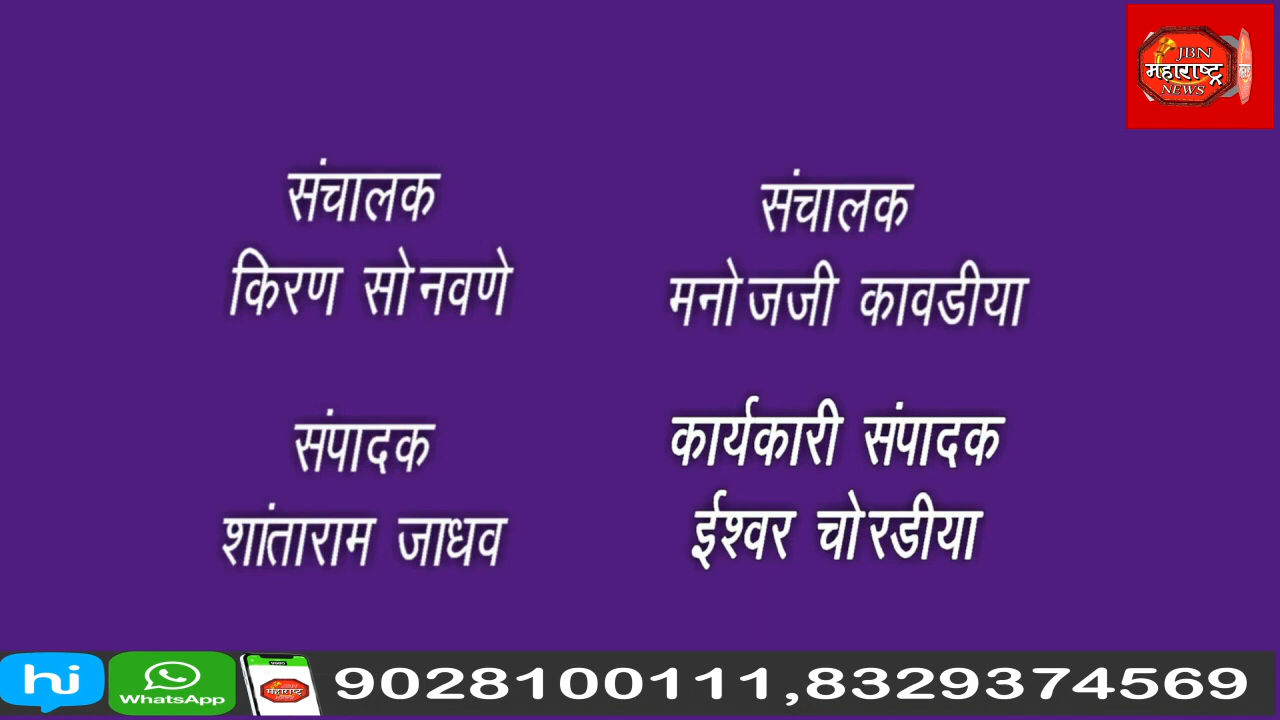 JBN
महाराष्ट्र
NEWS
संचालक
किरण सोनवणे
संचालक
मनोजजी कावडीया
संपादक
शांताराम जाधव
कार्यकारी संपादक
ईश्वर चोरडीया
hi
WhatsApp
महाराष्ट्र
9028100111,8329374569